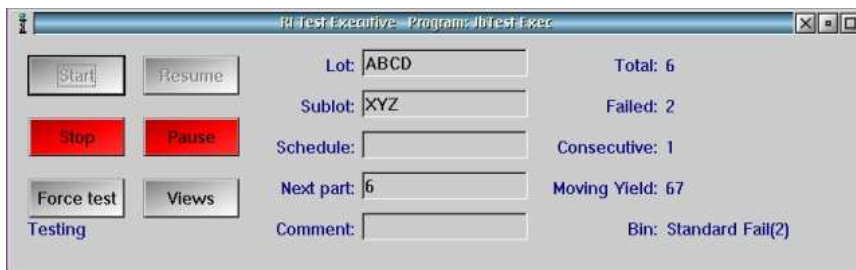 RI Test Executive Program: JbTest Exec
Start Resume Lot: ABCD Total: 6
Sublot: XYZ Failed: 2
Stop Pause Schedule: Consecutive: 1
Force test Views Next part: 6 Moving Yield: 67
Testing Comment: Bin: Standard Fail(2)